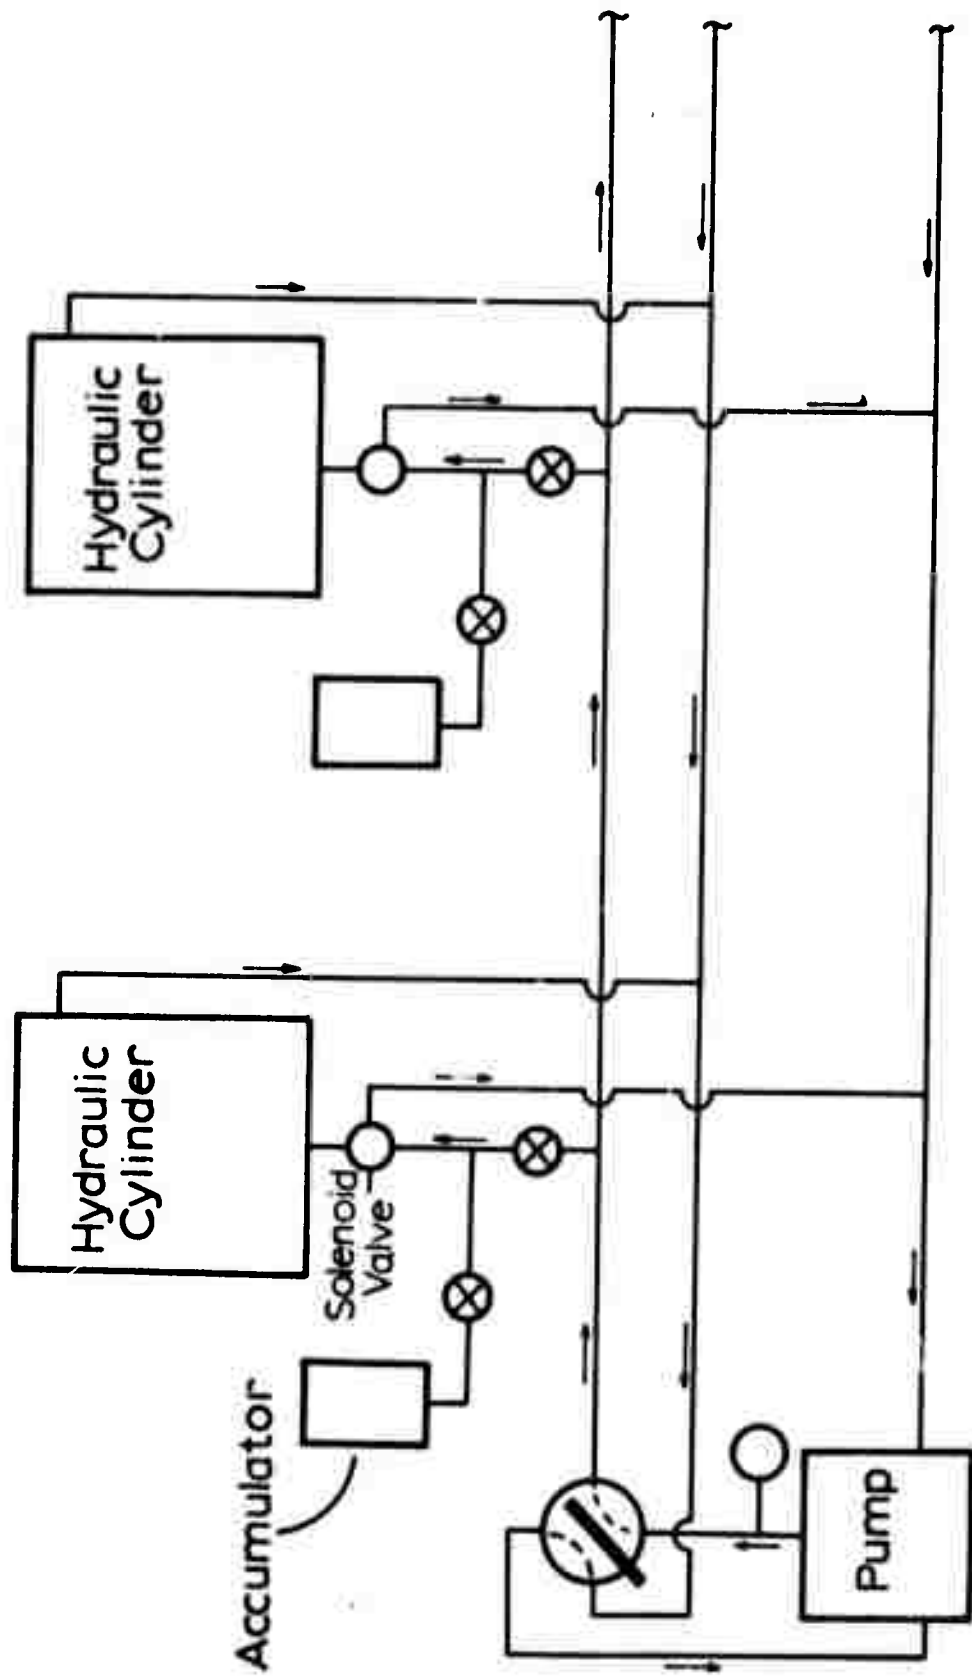 Hydraulic
Cylinder
Hydraulic
Cylinder
Solenoid
Valve
Accumulator
Pump